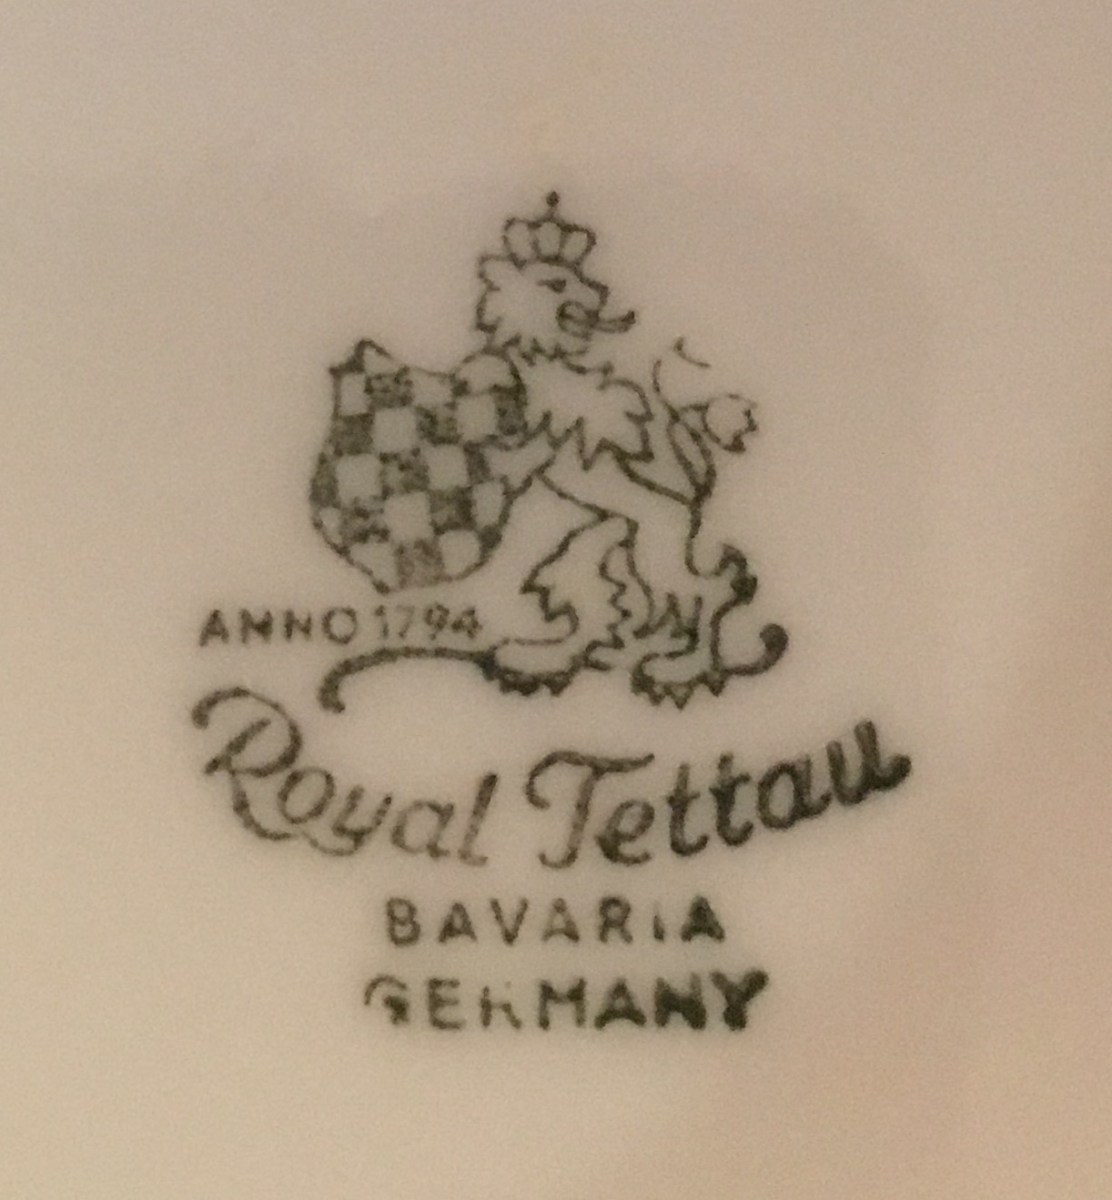 ANNO 1794
Royal Tettau
BAVARIA
GERMANY